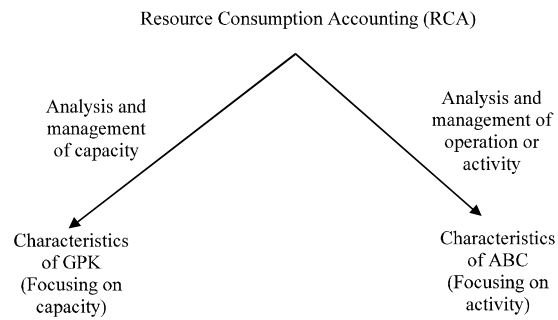 Resource Consumption Accounting (RCA)
Analysis and
management
of capacity
Analysis and
management of
operation or
activity
Characteristics
of GPK
(Focusing on
capacity)
Characteristics
of ABC
(Focusing on
activity)